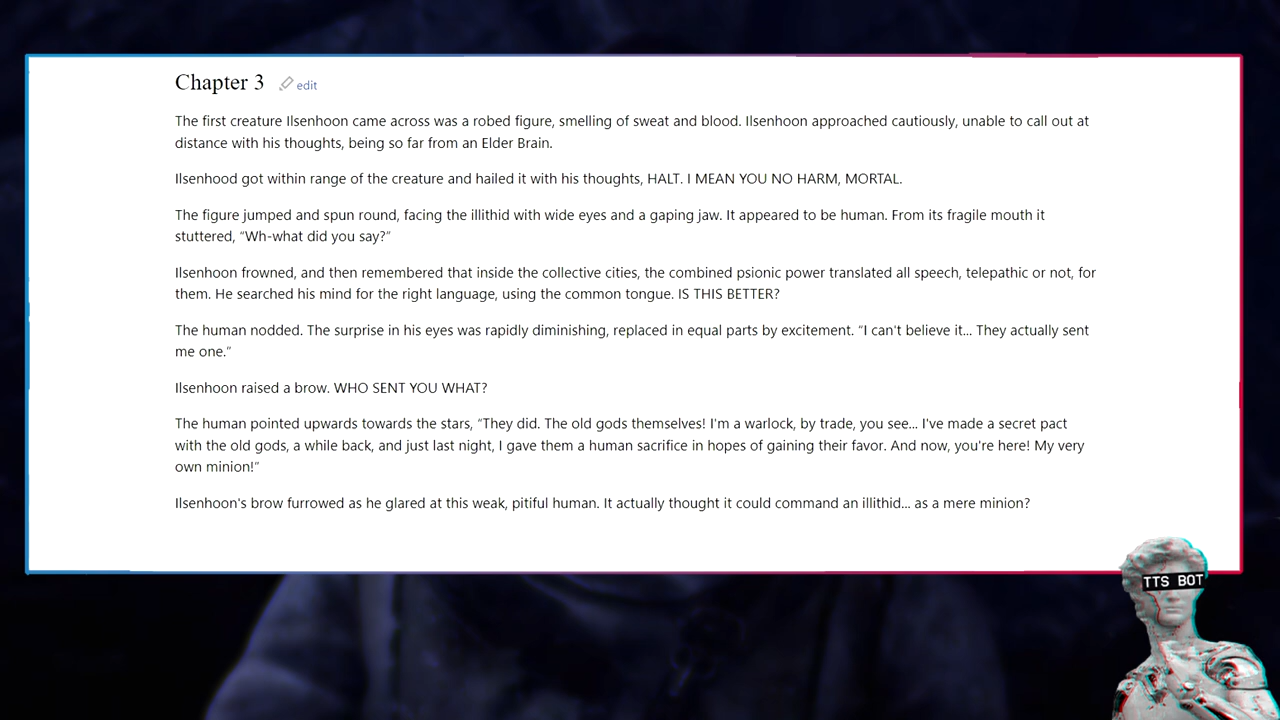 Chapter 3 edit
The first creature Ilsenhoon came across was a robed figure, smelling of sweat and blood. Ilsenhoon approached cautiously, unable to call out at
distance with his thoughts, being so far from an Elder Brain.
Ilsenhood got within range of the creature and hailed it with his thoughts, HALT. I MEAN YOU NO HARM, MORTAL.
The figure jumped and spun round, facing the illithid with wide eyes and a gaping jaw. It appeared to be human. From its fragile mouth it
stuttered, “Wh-what did you say?”
Ilsenhoon frowned, and then remembered that inside the collective cities, the combined psionic power translated all speech, telepathic or not, for
them. He searched his mind for the right language, using the common tongue. IS THIS BETTER?
The human nodded. The surprise in his eyes was rapidly diminishing, replaced in equal parts by excitement. “I can't believe it... They actually sent
me one.”
Ilsenhoon raised a brow. WHO SENT YOU WHAT?
The human pointed upwards towards the stars, “They did. The old gods themselves! I'm a warlock, by trade, you see... I've made a secret pact
with the old gods, a while back, and just last night, I gave them a human sacrifice in hopes of gaining their favor. And now, you're here! My very
own minion!”
Ilsenhoon's brow furrowed as he glared at this weak, pitiful human. It actually thought it could command an illithid... as a mere minion?
TTS BOT